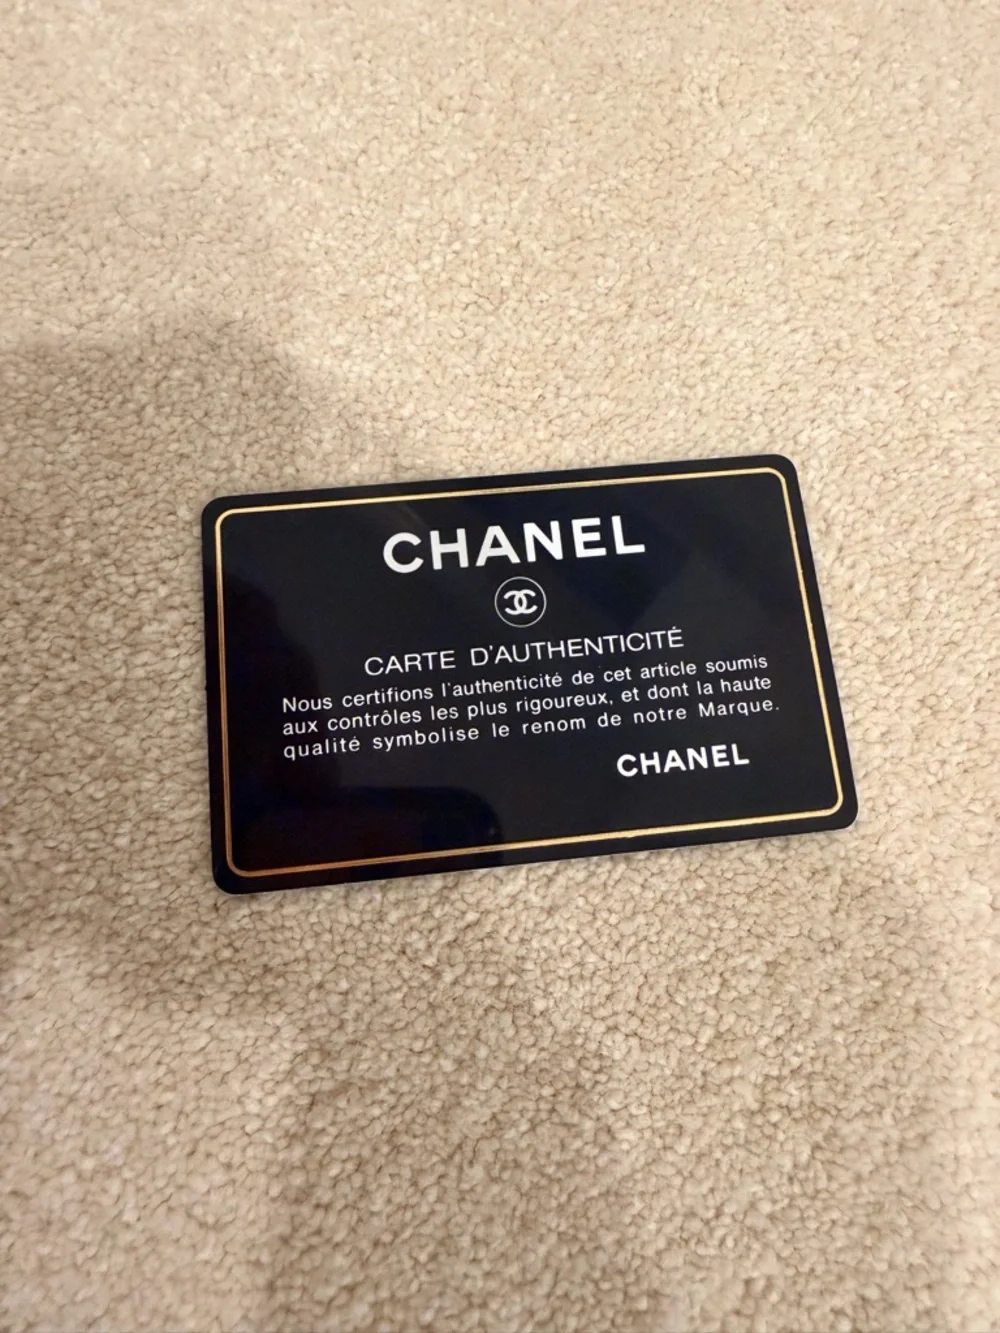 CHANEL
CARTE D'AUTHENTICITÉ
Nous certifions l'authenticité de cet article soumis
aux contrôles les plus rigoureux, et dont la haute
qualité symbolise le renom de notre Marque.
CHANEL